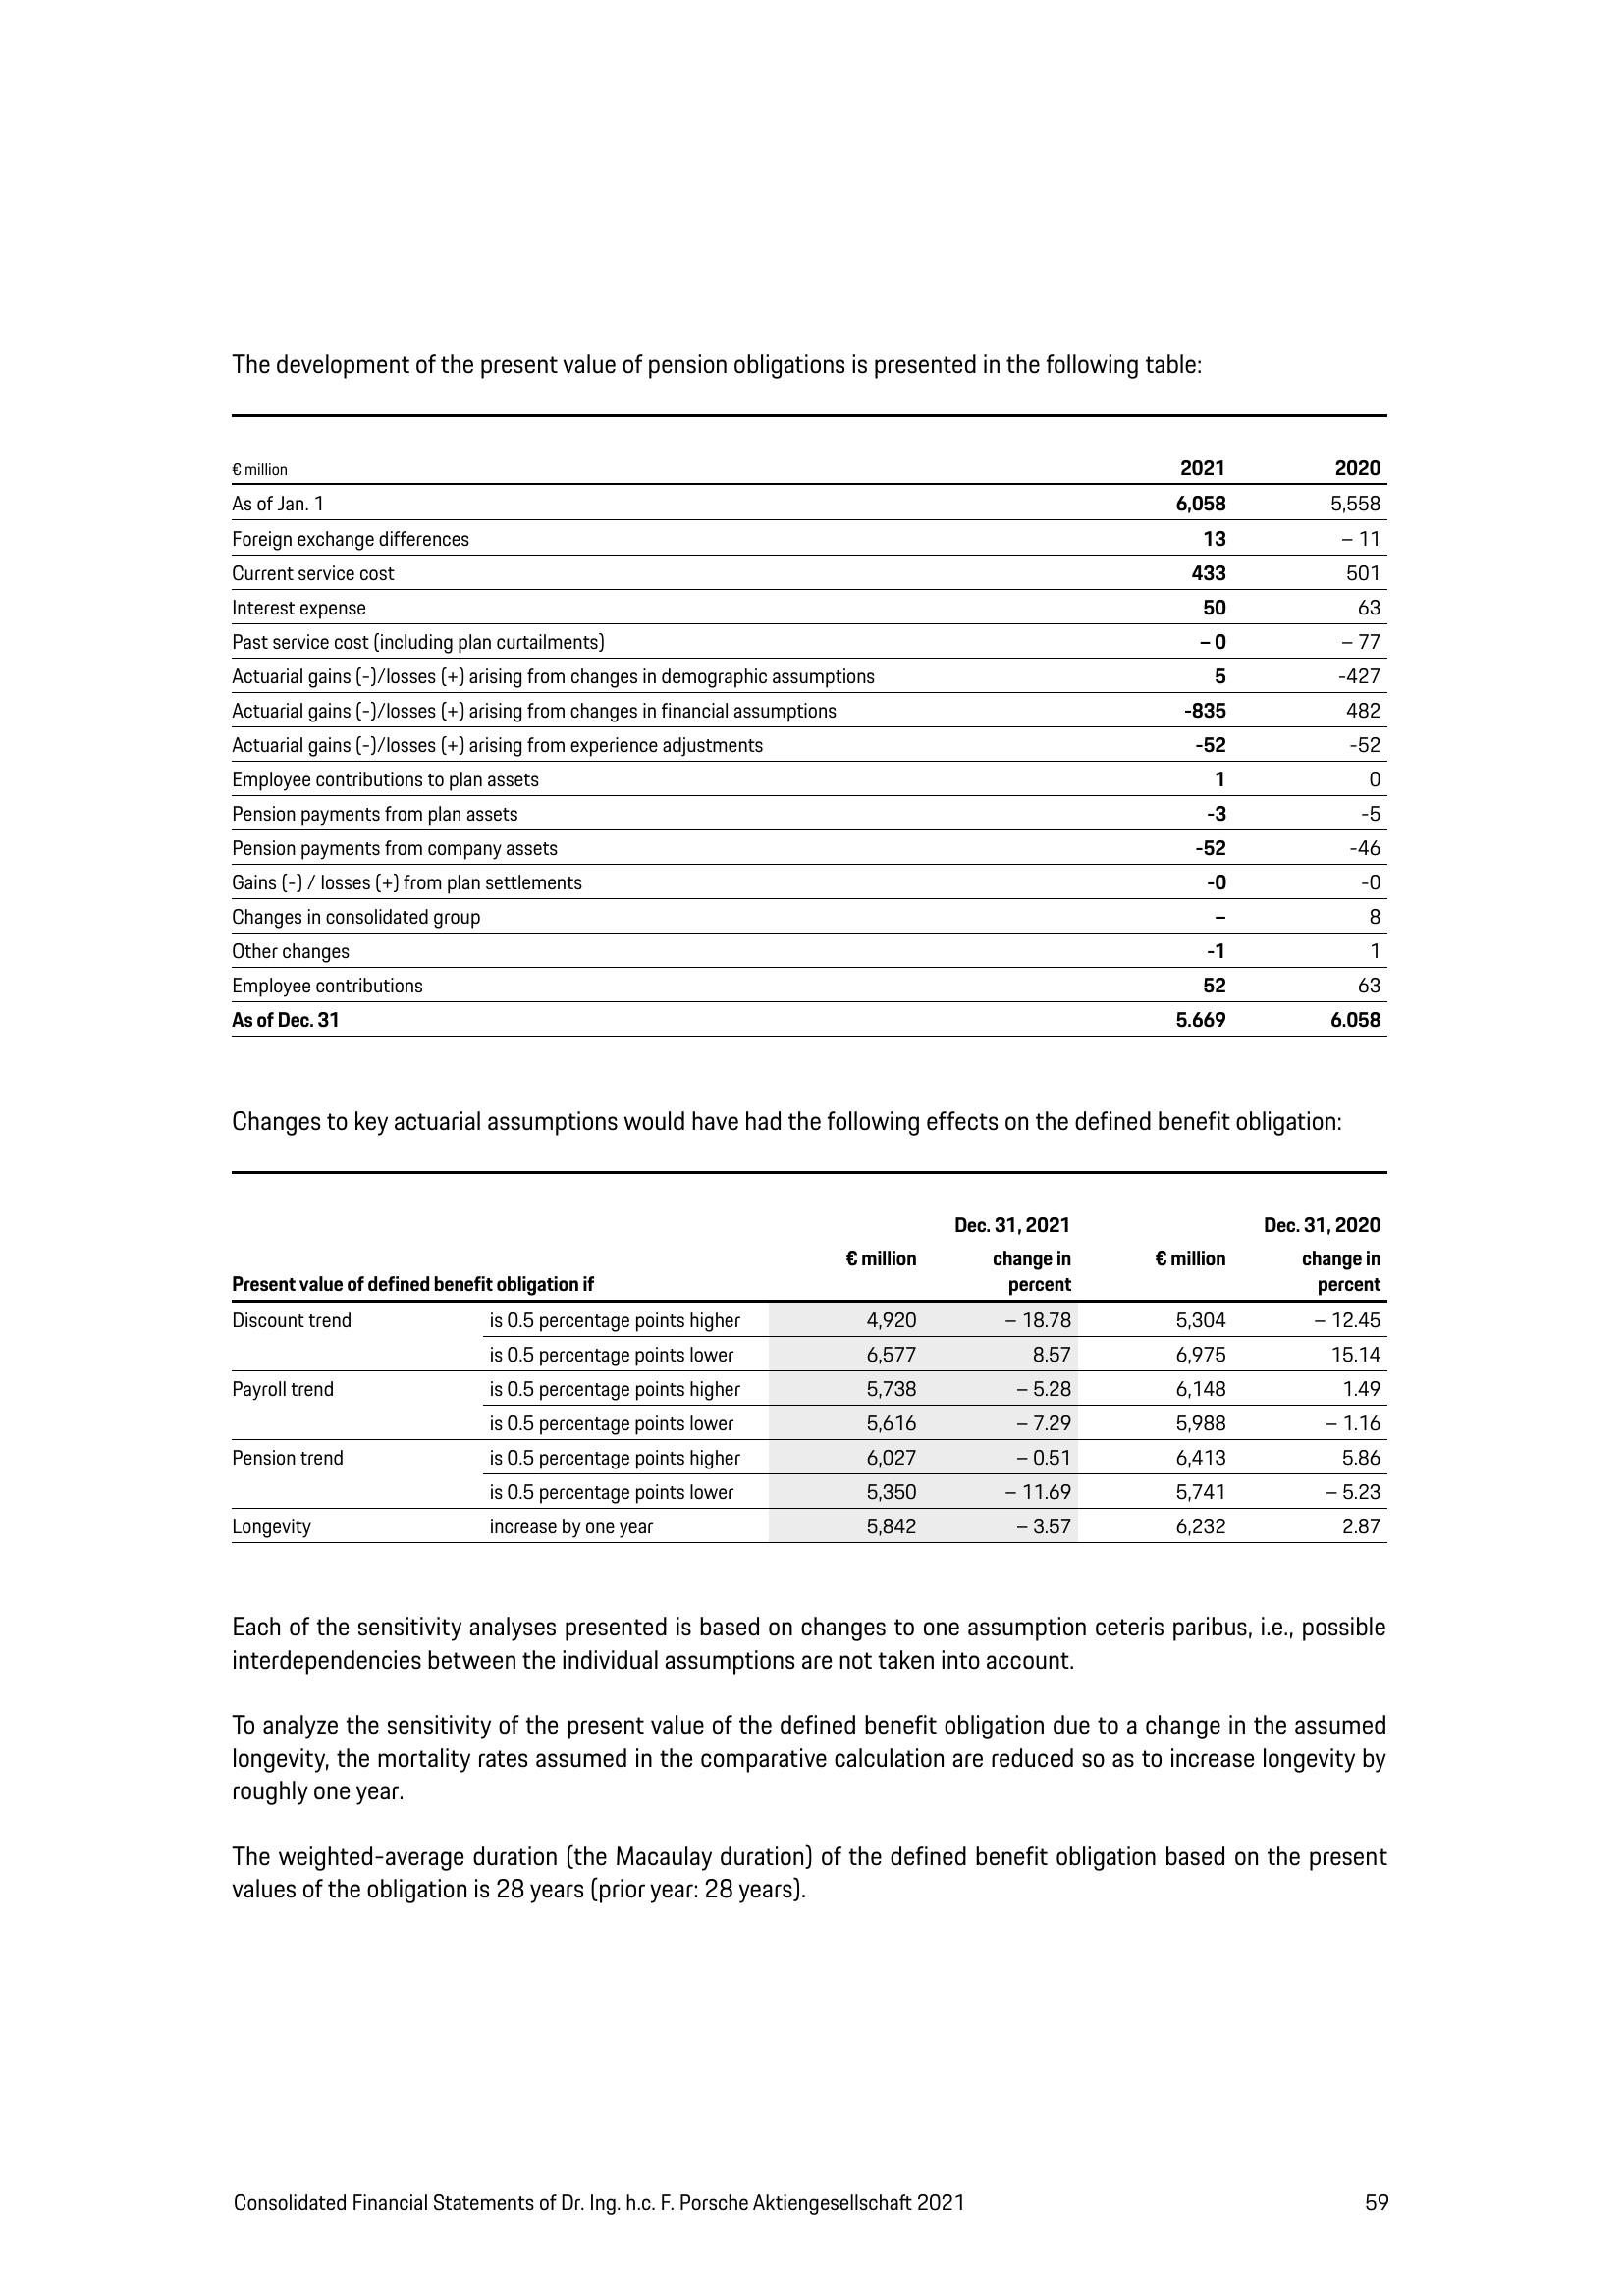 The development of the present value of pension obligations is presented in the following table:
€ million 2021 2020
As of Jan. 1 6,058 5,558
Foreign exchange differences 13 – 11
Current service cost 433 501
Interest expense 50 63
Past service cost (including plan curtailments) – 0 – 77
Actuarial gains (-)/losses (+) arising from changes in demographic assumptions 5 -427
Actuarial gains (-)/losses (+) arising from changes in financial assumptions -835 482
Actuarial gains (-)/losses (+) arising from experience adjustments -52 -52
Employee contributions to plan assets 1 0
Pension payments from plan assets -3 -5
Pension payments from company assets -52 -46
Gains (-) / losses (+) from plan settlements -0 -0
Changes in consolidated group – 8
Other changes -1 1
Employee contributions 52 63
As of Dec. 31 5.669 6.058
Changes to key actuarial assumptions would have had the following effects on the defined benefit obligation:
Dec. 31, 2021 Dec. 31, 2020
€ million change in € million change in
Present value of defined benefit obligation if percent percent
Discount trend is 0.5 percentage points higher 4,920 – 18.78 5,304 – 12.45
is 0.5 percentage points lower 6,577 8.57 6,975 15.14
Payroll trend is 0.5 percentage points higher 5,738 – 5.28 6,148 1.49
is 0.5 percentage points lower 5,616 – 7.29 5,988 – 1.16
Pension trend is 0.5 percentage points higher 6,027 – 0.51 6,413 5.86
is 0.5 percentage points lower 5,350 – 11.69 5,741 – 5.23
Longevity increase by one year 5,842 – 3.57 6,232 2.87
Each of the sensitivity analyses presented is based on changes to one assumption ceteris paribus, i.e., possible
interdependencies between the individual assumptions are not taken into account.
To analyze the sensitivity of the present value of the defined benefit obligation due to a change in the assumed
longevity, the mortality rates assumed in the comparative calculation are reduced so as to increase longevity by
roughly one year.
The weighted-average duration (the Macaulay duration) of the defined benefit obligation based on the present
values of the obligation is 28 years (prior year: 28 years).
Consolidated Financial Statements of Dr. Ing. h.c. F. Porsche Aktiengesellschaft 2021 59